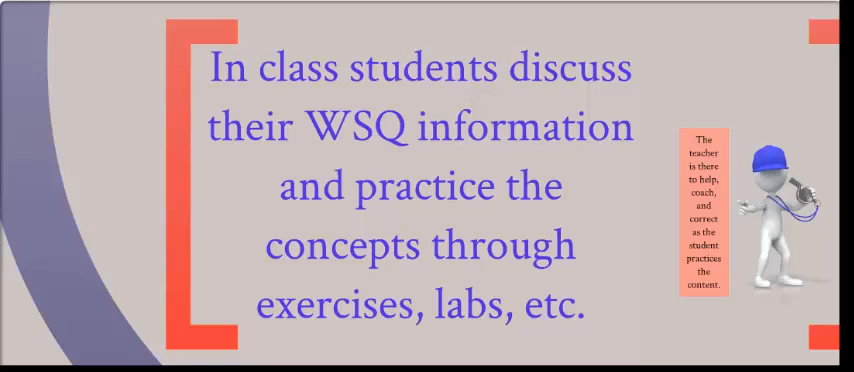 In class students discuss
their WSQ information
and practice the
concepts through
exercises, labs, etc.
The
teacher
is there
to help,
coach,
and
correct
as the
student
practices
the
content.